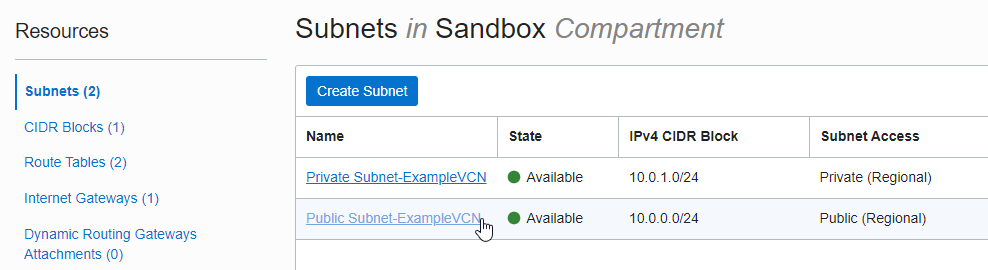 Resources
Subnets (2)
CIDR Blocks (1)
Route Tables (2)
Internet Gateways (1)
Dynamic Routing Gateways
Attachments (0)
Subnets in Sandbox Compartment
Create Subnet
Name State IPv4 CIDR Block Subnet Access
Private Subnet-ExampleVCN Available 10.0.1.0/24 Private (Regional)
Public Subnet-ExampleVCN Available 10.0.0.0/24 Public (Regional)